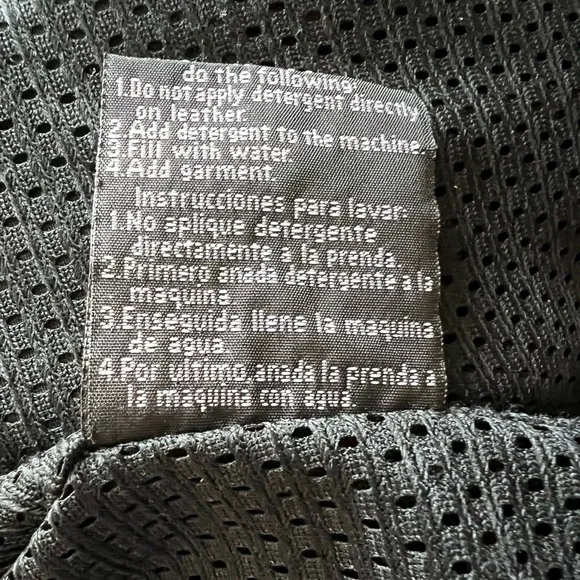 do the following:
1.Do not apply detergent directly
on leather.
2.Add detergent to the machine.
3.Fill with water.
4.Add garment.
Instrucciones para lavar:
1.No aplique detergente
directamente a la prenda.
2.Primero anada detergente a la
maquina.
3.Enseguida llene la maquina
de agua.
4.Por ultimo,anada la prenda a
la maquina con agua.